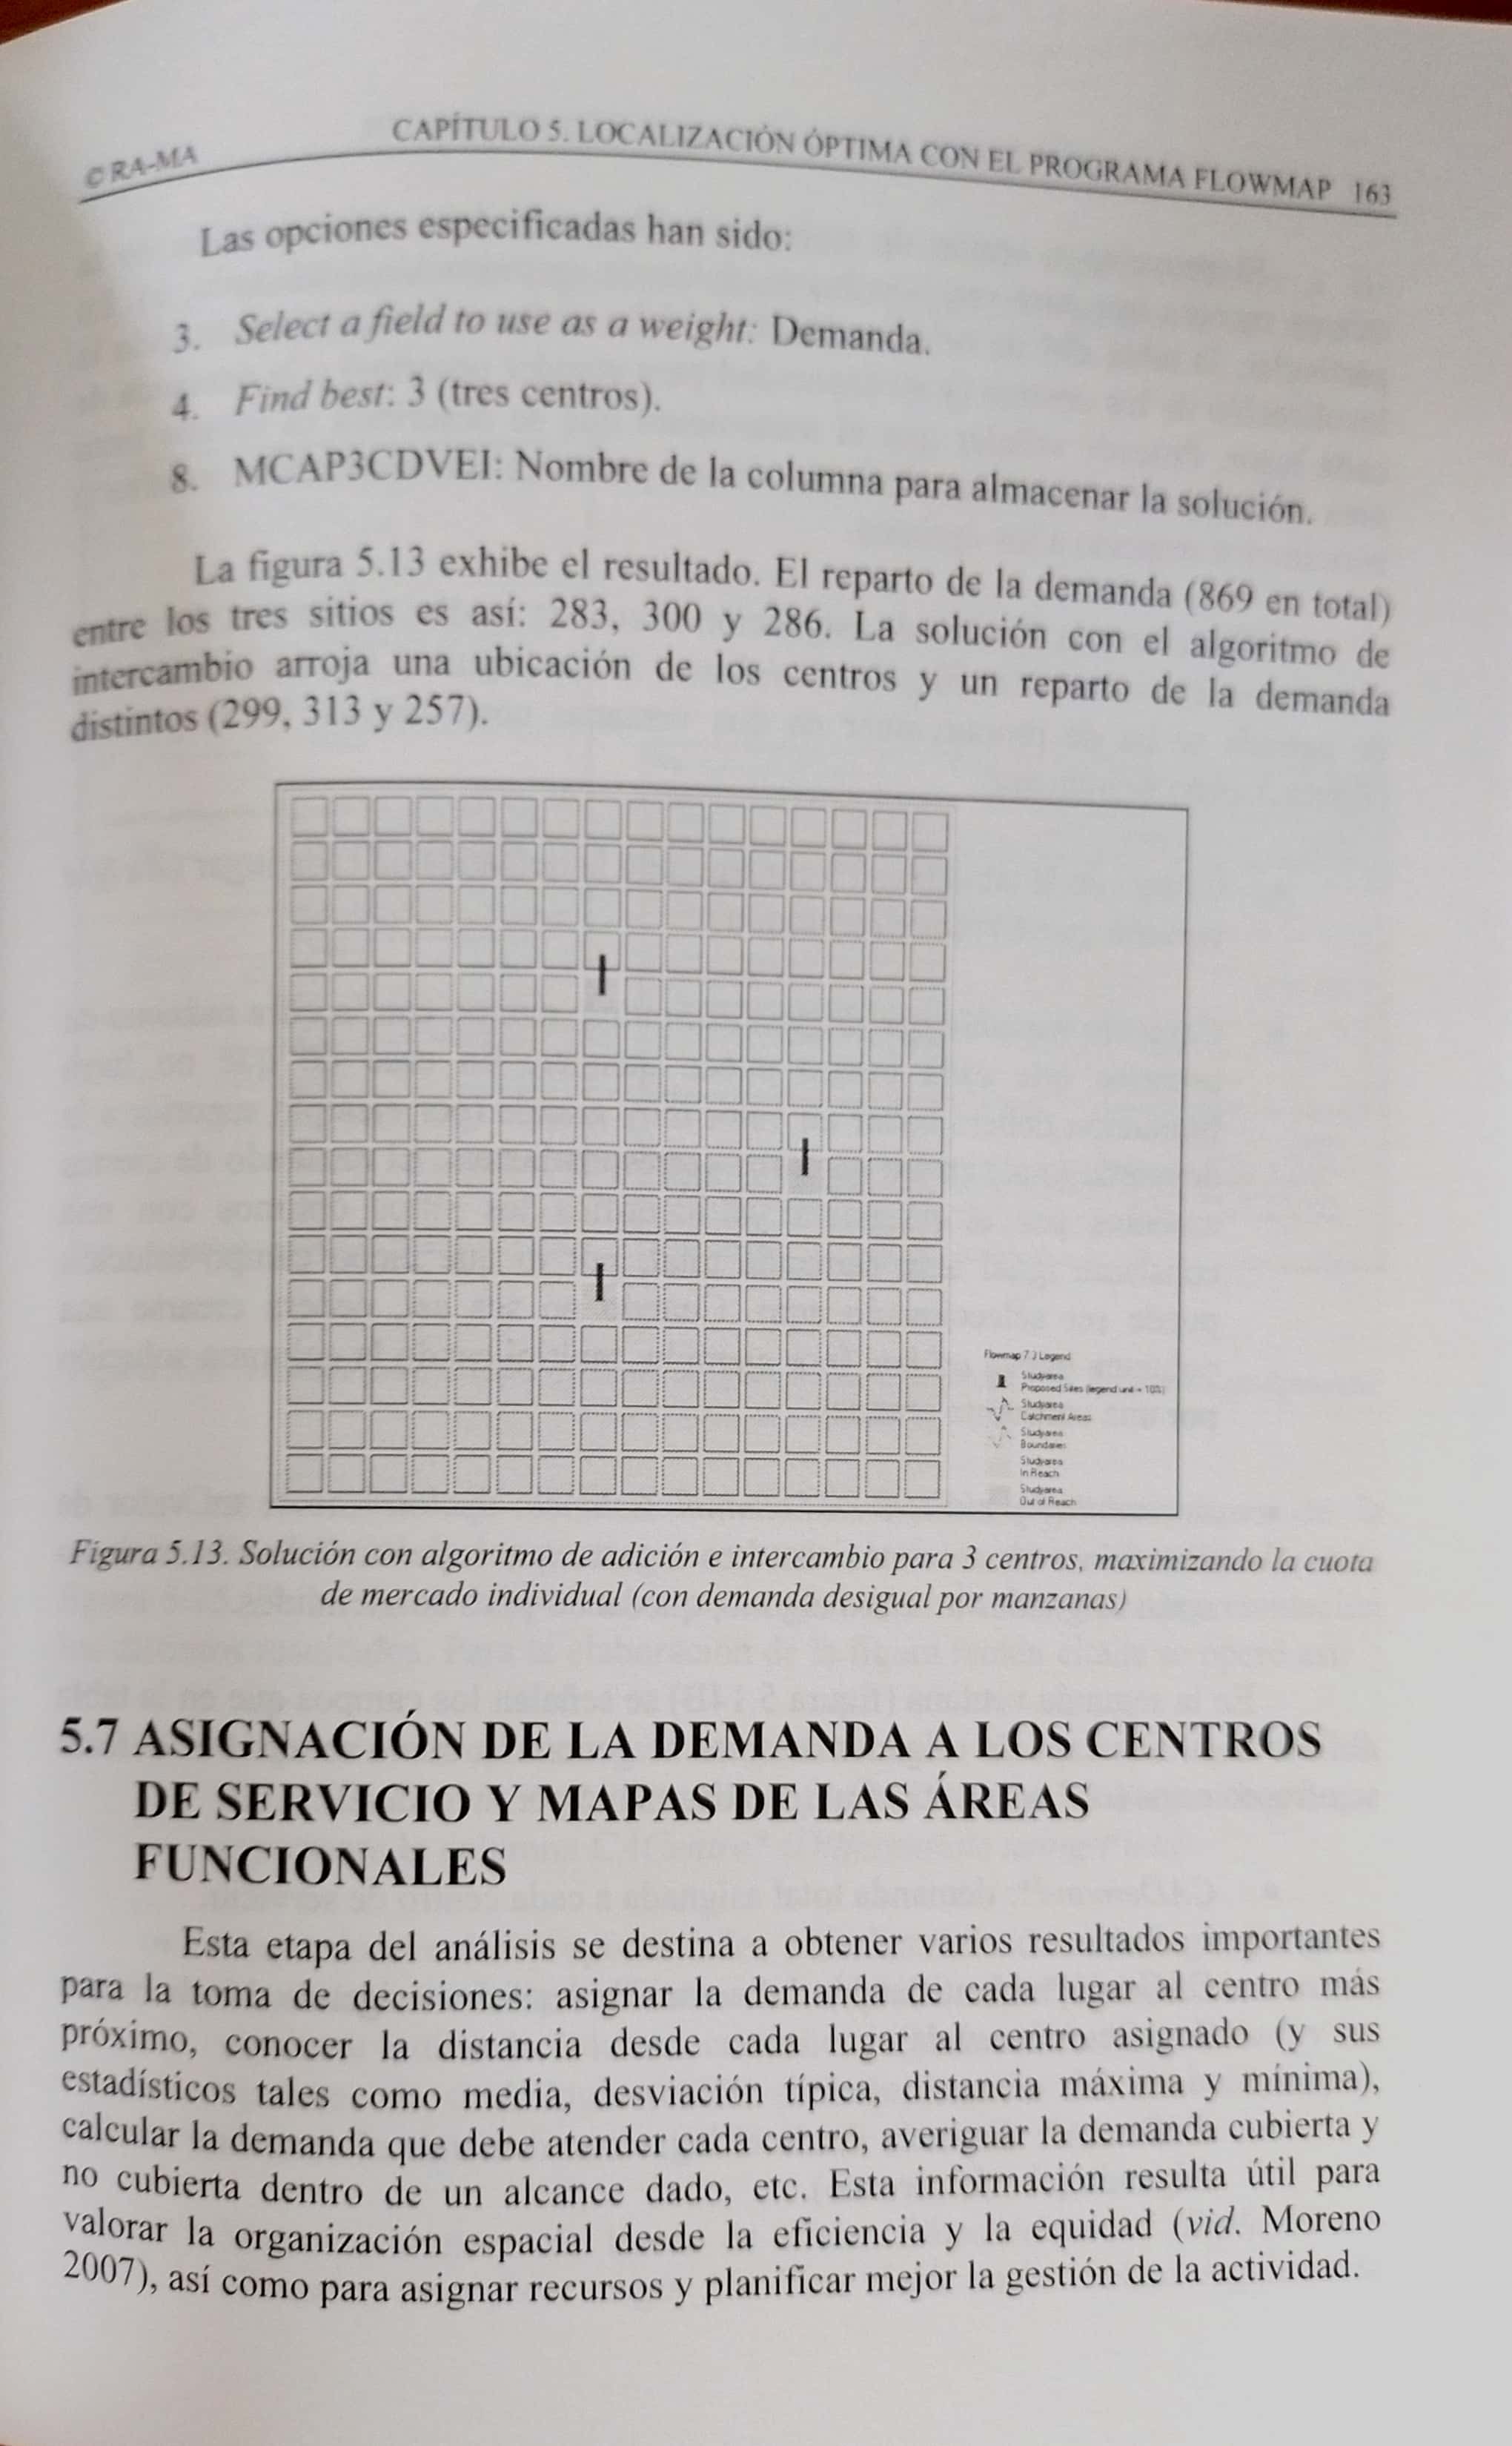 © RA-MA
CAPÍTULO 5. LOCALIZACIÓN ÓPTIMA CON EL PROGRAMA FLOWMAP 163
Las opciones especificadas han sido:
3. Select a field to use as a weight: Demanda.
4. Find best: 3 (tres centros).
8. MCAP3CDVEI: Nombre de la columna para almacenar la solución.
La figura 5.13 exhibe el resultado. El reparto de la demanda (869 en total)
entre los tres sitios es así: 283, 300 y 286. La solución con el algoritmo de
intercambio arroja una ubicación de los centros y un reparto de la demanda
distintos (299, 313 y 257).
Flowmap 7.3 Legend
Studyarea
Proposed Sites (legend unit = 100)
Studyarea
Catchment Areas
Studyarea
Boundaries
Studyarea
In Reach
Studyarea
Out of Reach
Figura 5.13. Solución con algoritmo de adición e intercambio para 3 centros, maximizando la cuota
de mercado individual (con demanda desigual por manzanas)
5.7 ASIGNACIÓN DE LA DEMANDA A LOS CENTROS
DE SERVICIO Y MAPAS DE LAS ÁREAS
FUNCIONALES
Esta etapa del análisis se destina a obtener varios resultados importantes
para la toma de decisiones: asignar la demanda de cada lugar al centro más
próximo, conocer la distancia desde cada lugar al centro asignado (y sus
estadísticos tales como media, desviación típica, distancia máxima y mínima),
calcular la demanda que debe atender cada centro, averiguar la demanda cubierta y
no cubierta dentro de un alcance dado, etc. Esta información resulta útil para
valorar la organización espacial desde la eficiencia y la equidad (vid. Moreno
2007), así como para asignar recursos y planificar mejor la gestión de la actividad.